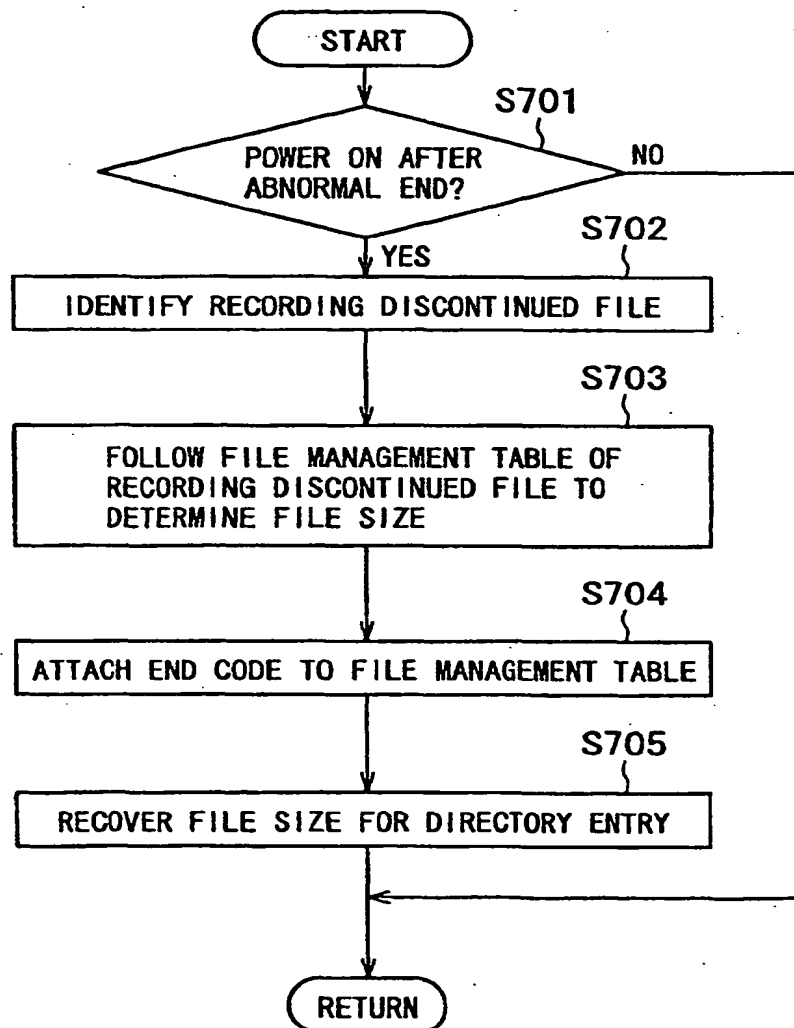 START
S701
POWER ON AFTER
ABNORMAL END?
NO
YES
S702
IDENTIFY RECORDING DISCONTINUED FILE
S703
FOLLOW FILE MANAGEMENT TABLE OF
RECORDING DISCONTINUED FILE TO
DETERMINE FILE SIZE
S704
ATTACH END CODE TO FILE MANAGEMENT TABLE
S705
RECOVER FILE SIZE FOR DIRECTORY ENTRY
RETURN